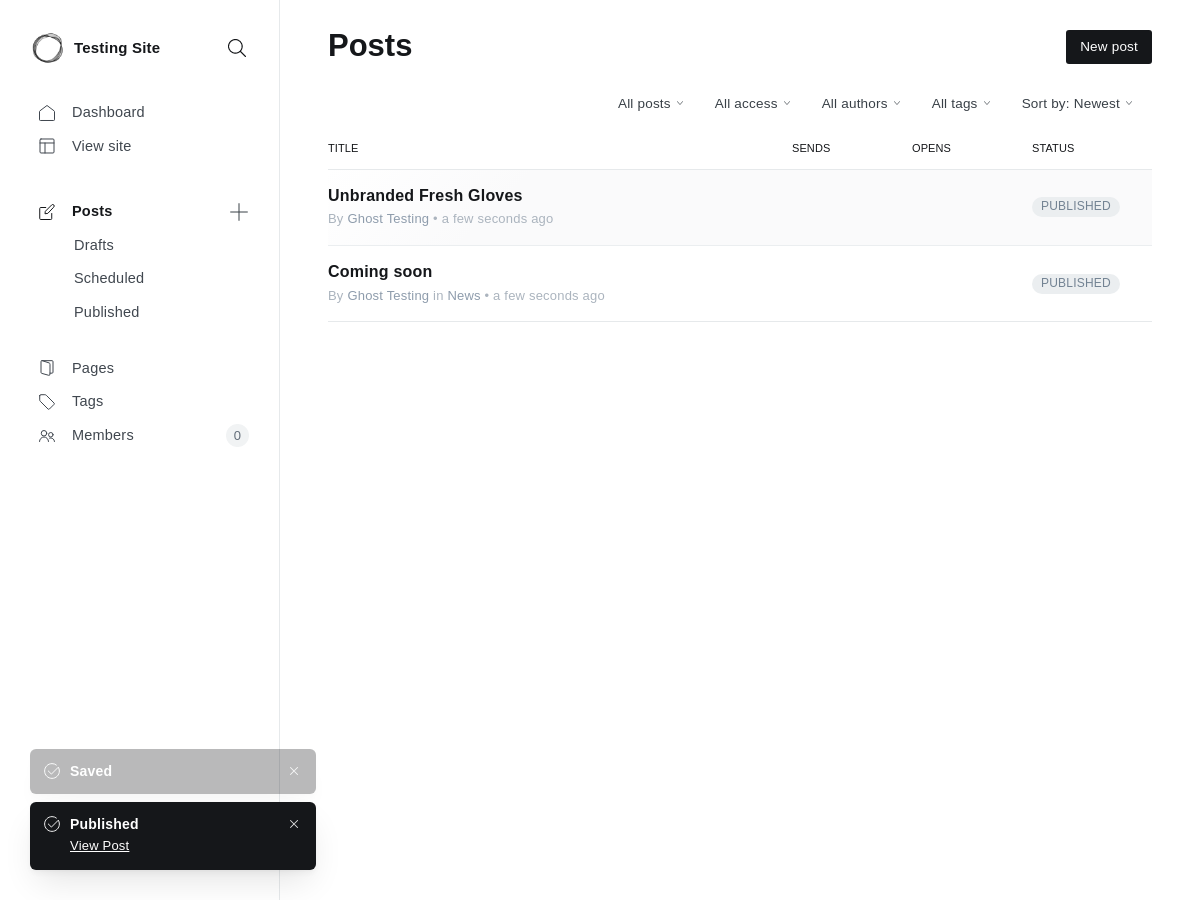 Testing Site
Dashboard
View site
Posts
Drafts
Scheduled
Published
Pages
Tags
Members 0
Posts
New post
All posts All access All authors All tags Sort by: Newest
TITLE SENDS OPENS STATUS
Unbranded Fresh Gloves
By Ghost Testing • a few seconds ago
PUBLISHED
Coming soon
By Ghost Testing in News • a few seconds ago
PUBLISHED
Saved
Published
View Post